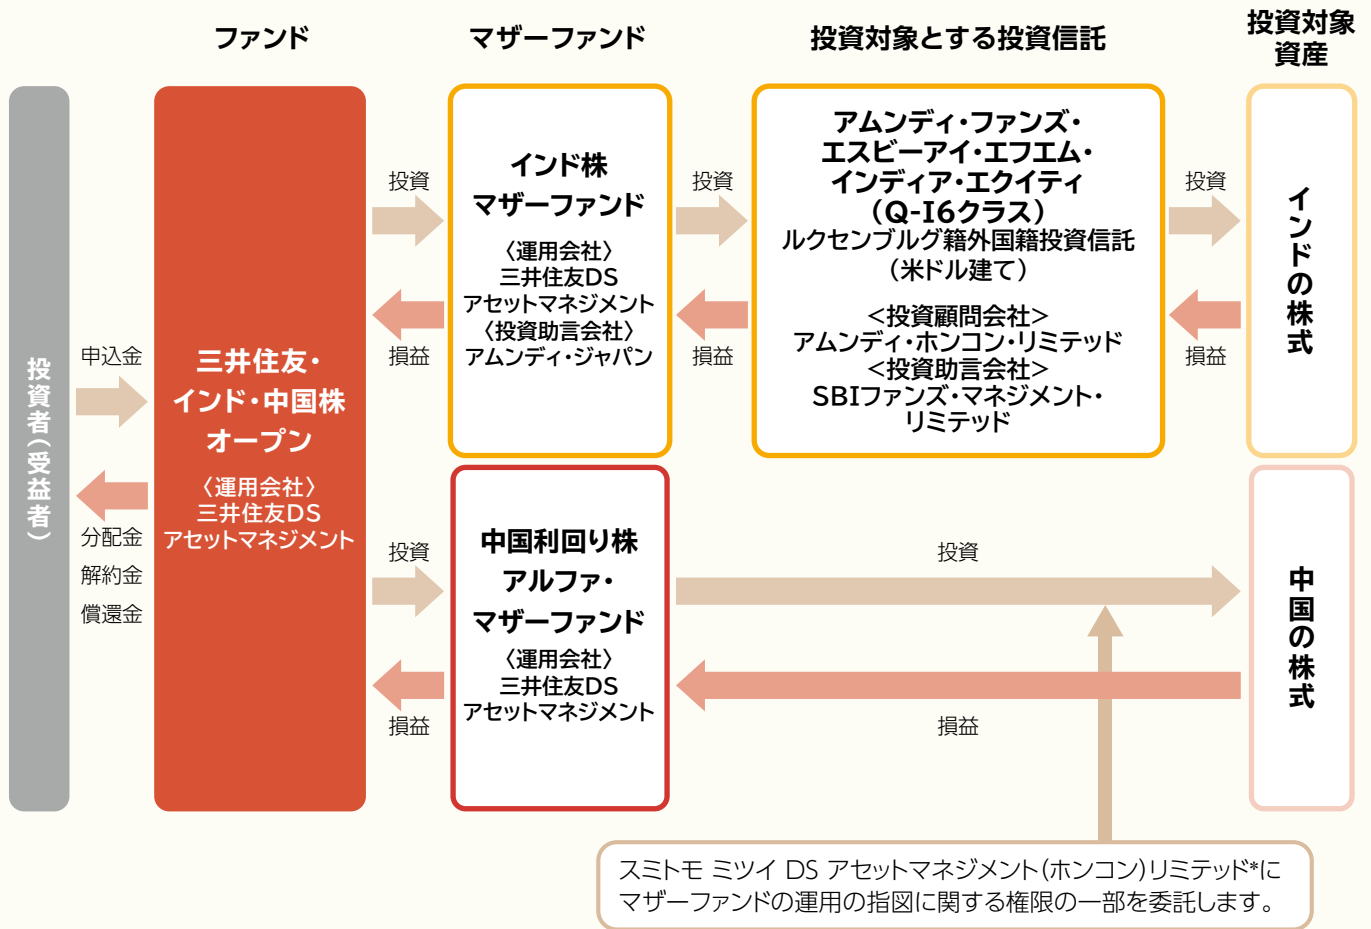 ファンド
マザーファンド
投資対象とする投資信託
投資対象
資産
投資者(受益者)
申込金
分配金
解約金
償還金
三井住友・
インド・中国株
オープン
〈運用会社〉
三井住友DS
アセットマネジメント
投資
損益
インド株
マザーファンド
〈運用会社〉
三井住友DS
アセットマネジメント
〈投資助言会社〉
アムンディ・ジャパン
投資
損益
アムンディ・ファンズ・
エスビーアイ・エフエム・
インディア・エクイティ
(Q-I6クラス)
ルクセンブルグ籍外国籍投資信託
(米ドル建て)
<投資顧問会社>
アムンディ・ホンコン・リミテッド
<投資助言会社>
SBIファンズ・マネジメント・
リミテッド
投資
損益
インドの株式
投資
損益
中国利回り株
アルファ・
マザーファンド
〈運用会社〉
三井住友DS
アセットマネジメント
投資
損益
中国の株式
スミトモ ミツイ DS アセットマネジメント(ホンコン)リミテッド*に
マザーファンドの運用の指図に関する権限の一部を委託します。